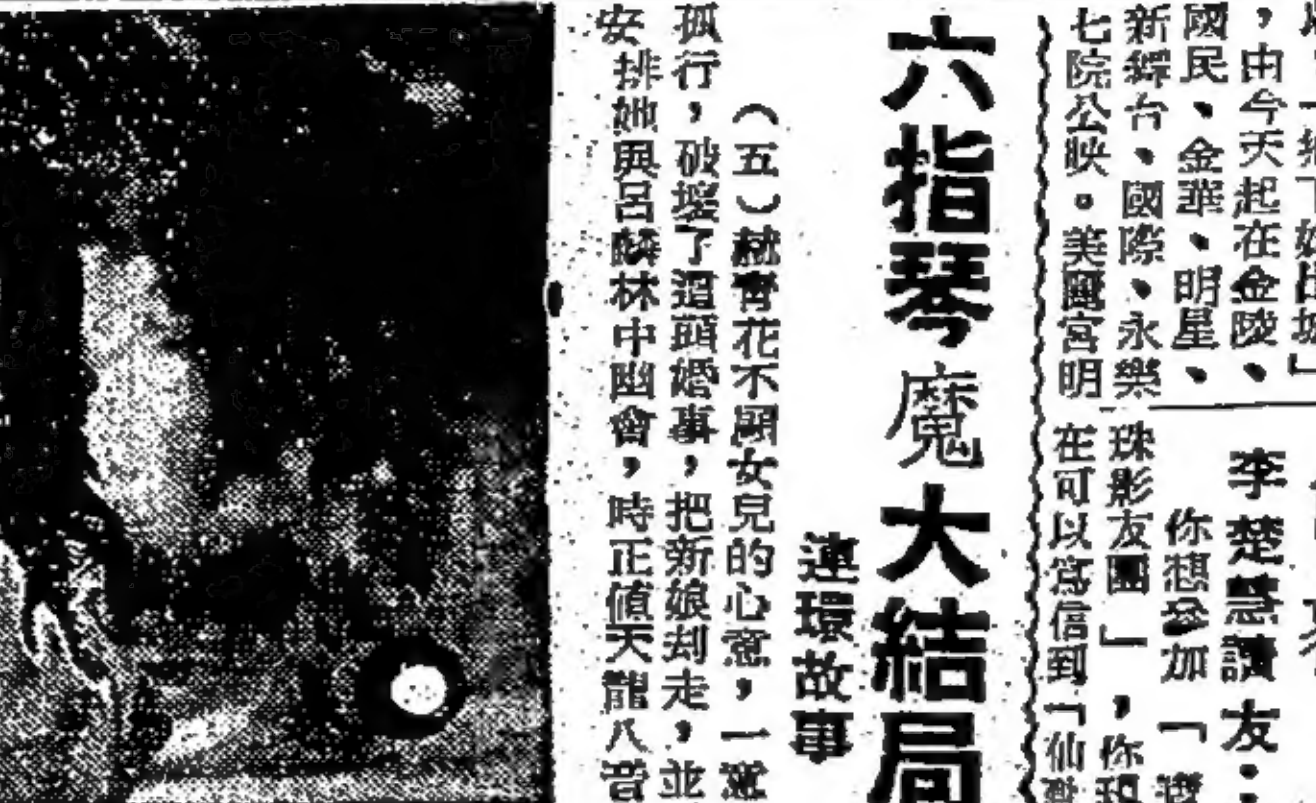 ，由今天起在金陵、
國民、金華、明星、
新舞台、國際、永樂
七院公映。美國宮明
李楚慧讀友：
你想參加「
珠影友團」，你
在可以寫信到「仙
六指琴魔大結局
連環故事
（五）赫青花不顧女兒的心意，一意
孤行，破壞了這頭婚事，把新娘刦走，並
安排她與呂麟林中幽會，時正值天龍八音